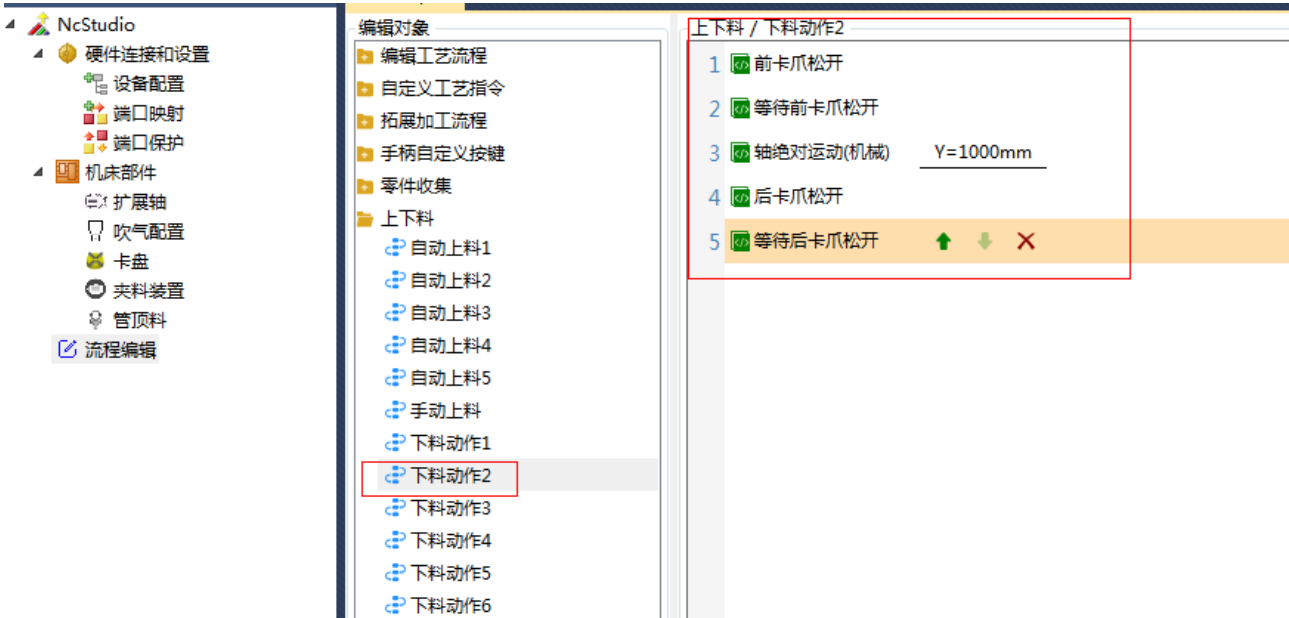 NcStudio
硬件连接和设置
设备配置
端口映射
端口保护
机床部件
扩展轴
吹气配置
卡盘
夹料装置
管顶料
流程编辑
编辑对象
编辑工艺流程
自定义工艺指令
拓展加工流程
手柄自定义按键
零件收集
上下料
自动上料1
自动上料2
自动上料3
自动上料4
自动上料5
手动上料
下料动作1
下料动作2
下料动作3
下料动作4
下料动作5
下料动作6
上下料 / 下料动作2
1 前卡爪松开
2 等待前卡爪松开
3 轴绝对运动(机械) Y=1000mm
4 后卡爪松开
5 等待后卡爪松开